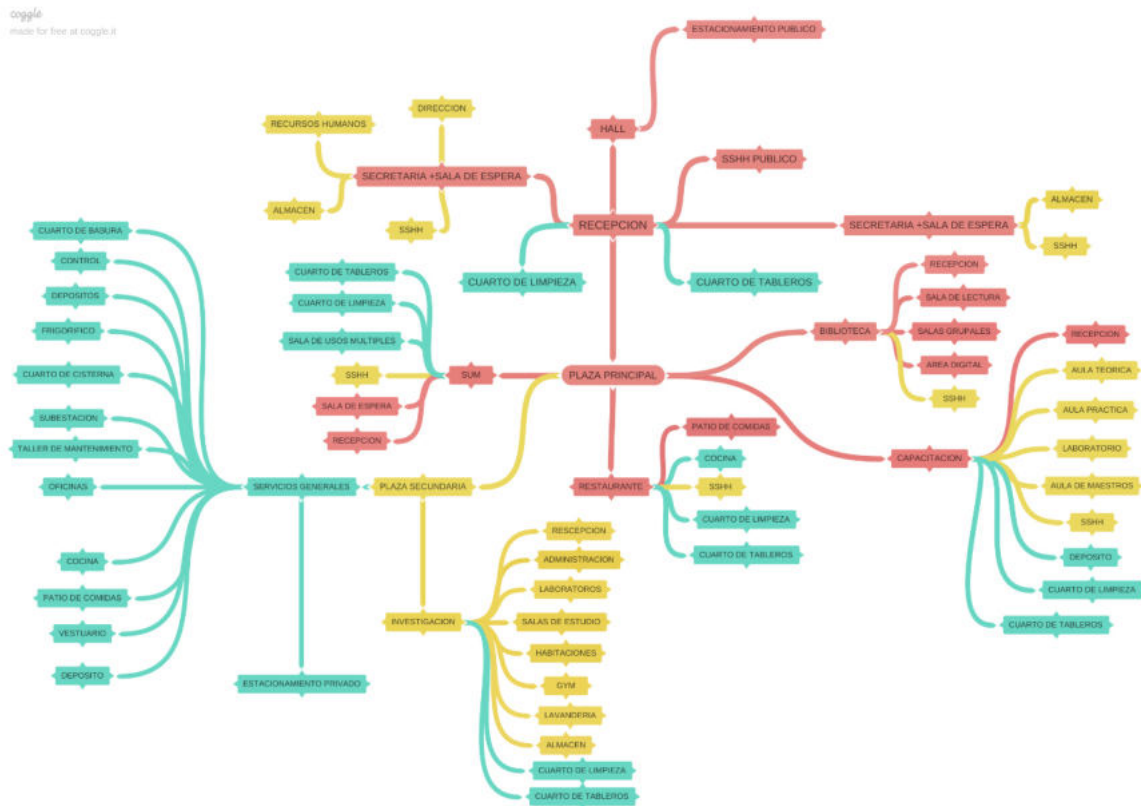 coggle
made for free at coggle.it
ESTACIONAMIENTO PUBLICO
HALL
DIRECCION
RECURSOS HUMANOS
SECRETARIA +SALA DE ESPERA
ALMACEN
SSHH
SSHH PUBLICO
RECEPCION
SECRETARIA +SALA DE ESPERA
ALMACEN
SSHH
CUARTO DE LIMPIEZA
CUARTO DE TABLEROS
CUARTO DE TABLEROS
CUARTO DE LIMPIEZA
SALA DE USOS MULTIPLES
SSHH
SALA DE ESPERA
RECEPCION
SUM
PLAZA PRINCIPAL
BIBLIOTECA
RECEPCION
SALA DE LECTURA
SALAS GRUPALES
AREA DIGITAL
SSHH
CAPACITACION
RECEPCION
AULA TEORICA
AULA PRACTICA
LABORATORIO
AULA DE MAESTROS
SSHH
DEPOSITO
CUARTO DE LIMPIEZA
CUARTO DE TABLEROS
RESTAURANTE
PATIO DE COMIDAS
COCINA
SSHH
CUARTO DE LIMPIEZA
CUARTO DE TABLEROS
PLAZA SECUNDARIA
SERVICIOS GENERALES
CUARTO DE BASURA
CONTROL
DEPOSITOS
FRIGORIFICO
CUARTO DE CISTERNA
SUBESTACION
TALLER DE MANTENIMIENTO
OFICINAS
COCINA
PATIO DE COMIDAS
VESTUARIO
DEPOSITO
ESTACIONAMIENTO PRIVADO
INVESTIGACION
RESCEPCION
ADMINISTRACION
LABORATOROS
SALAS DE ESTUDIO
HABITACIONES
GYM
LAVANDERIA
ALMACEN
CUARTO DE LIMPIEZA
CUARTO DE TABLEROS